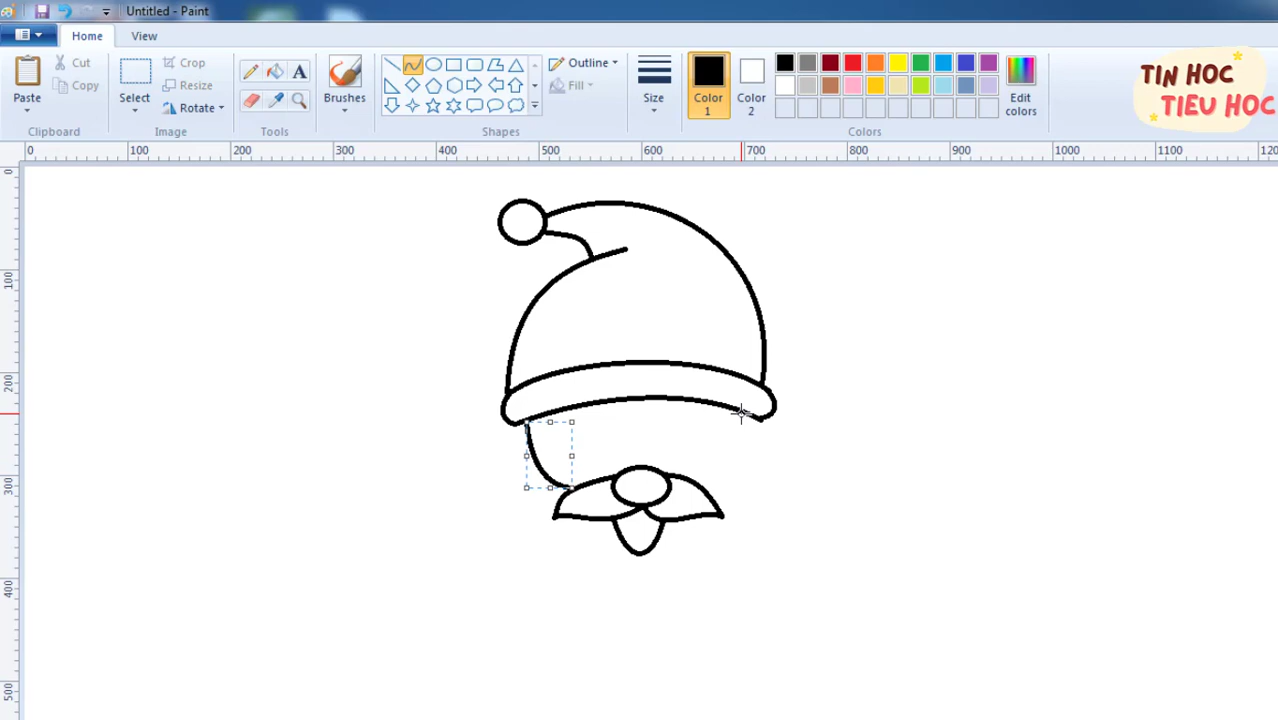 Untitled - Paint
Home
View
Paste
Cut
Copy
Clipboard
Select
Crop
Resize
Rotate
Image
A
Tools
Brushes
Outline
Fill
Shapes
Size
Color
1
Color
2
Edit
colors
Colors
TIN HOC
TIEU HOC
0 100 200 300 400 500 600 700 800 900 1000 1100 120
0
100
200
300
400
500